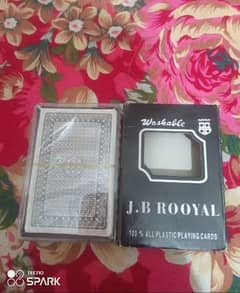 Washable
J.B ROOYAL
100 % ALL PLASTIC PLAYING CARDS
TECNO
SPARK